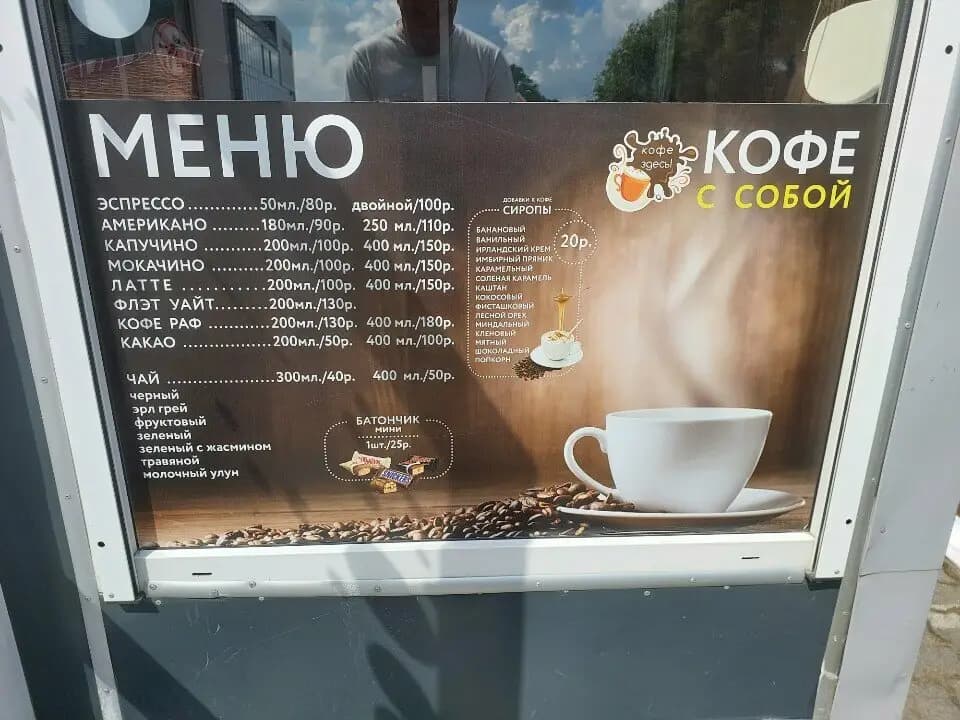 МЕНЮ
ЭСПРЕССО.............50мл./80р. двойной/100р.
АМЕРИКАНО .........180мл./90р. 250 мл./110р.
КАПУЧИНО ............200мл./100р. 400 мл./150р.
МОКАЧИНО ..........200мл./100р. 400 мл./150р.
ЛАТТЕ ..................200мл./100р. 400 мл./150р.
ФЛЭТ УАЙТ..........200мл./130р.
КОФЕ РАФ ............200мл./130р. 400 мл./180р.
КАКАО .................200мл./50р. 400 мл./100р.
ЧАЙ .....................300мл./40р. 400 мл./50р.
черный
эрл грей
фруктовый
зеленый
зеленый с жасмином
травяной
молочный улун
БАТОНЧИК
МИНИ
1шт./25р.
SNICKERS
ДОБАВКИ К КОФЕ
СИРОПЫ
20р.
БАНАНОВЫЙ
ВАНИЛЬНЫЙ
ИРЛАНДСКИЙ КРЕМ
ИМБИРНЫЙ ПРЯНИК
КАРАМЕЛЬНЫЙ
СОЛЕНАЯ КАРАМЕЛЬ
КАШТАН
КОКОСОВЫЙ
ФИСТАШКОВЫЙ
ЛЕСНОЙ ОРЕХ
МИНДАЛЬНЫЙ
КЛЕНОВЫЙ
МЯТНЫЙ
ШОКОЛАДНЫЙ
ПОПКОРН
кофе
здесь!
КОФЕ
С СОБОЙ